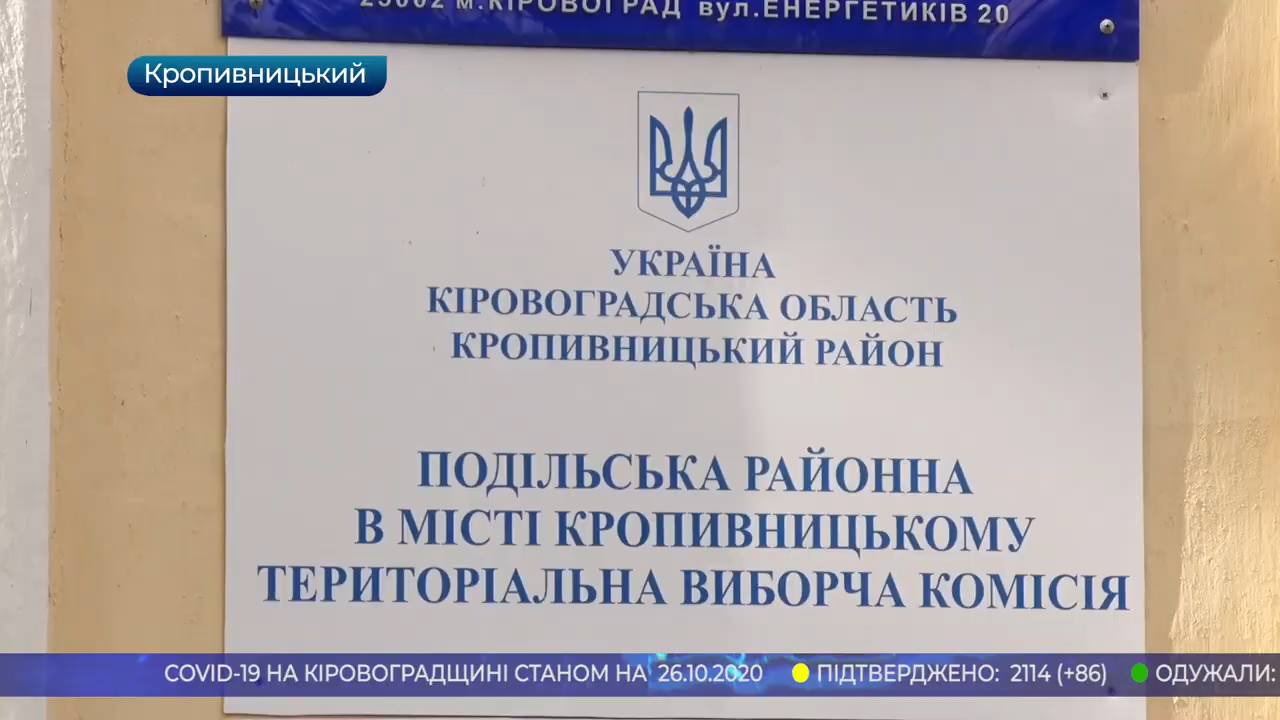 25002 м.КІРОВОГРАД вул.ЕНЕРГЕТИКІВ 20
Кропивницький
УКРАЇНА
КІРОВОГРАДСЬКА ОБЛАСТЬ
КРОПИВНИЦЬКИЙ РАЙОН
ПОДІЛЬСЬКА РАЙОННА
В МІСТІ КРОПИВНИЦЬКОМУ
ТЕРИТОРІАЛЬНА ВИБОРЧА КОМІСІЯ
COVID-19 НА КІРОВОГРАДЩИНІ СТАНОМ НА 26.10.2020 ПІДТВЕРДЖЕНО: 2114 (+86) ОДУЖАЛИ: